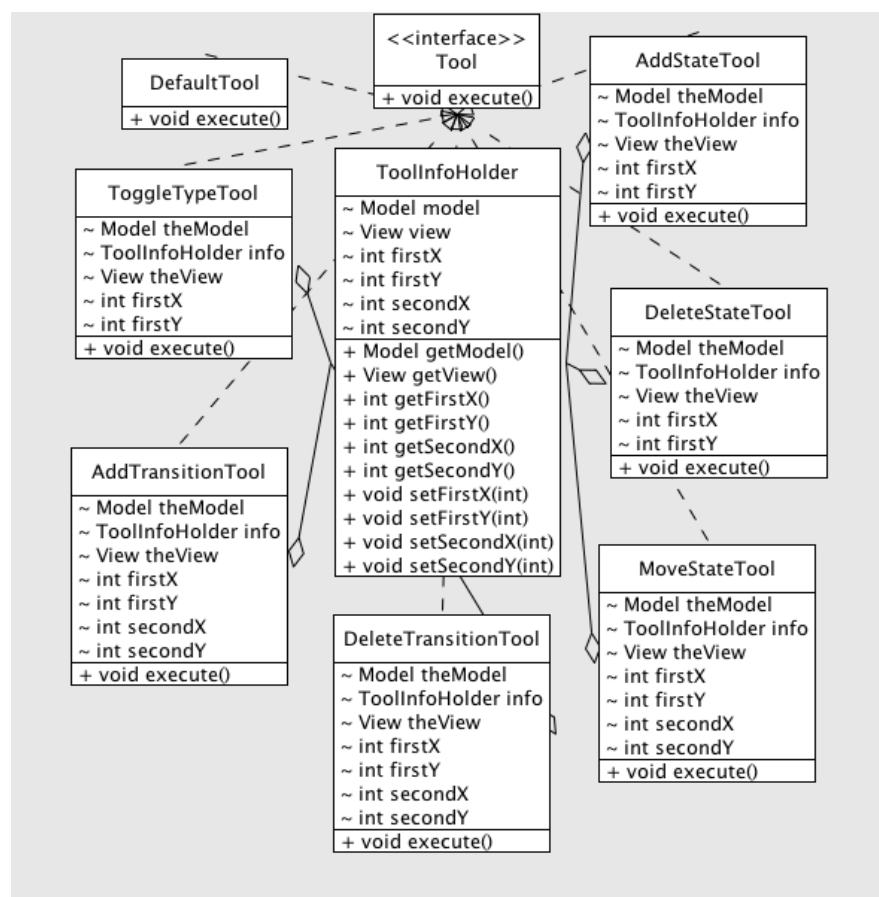 <<interface>>
Tool
+ void execute()
DefaultTool
+ void execute()
AddStateTool
~ Model theModel
~ ToolInfoHolder info
~ View theView
~ int firstX
~ int firstY
+ void execute()
ToggleTypeTool
~ Model theModel
~ ToolInfoHolder info
~ View theView
~ int firstX
~ int firstY
+ void execute()
ToolInfoHolder
~ Model model
~ View view
~ int firstX
~ int firstY
~ int secondX
~ int secondY
+ Model getModel()
+ View getView()
+ int getFirstX()
+ int getFirstY()
+ int getSecondX()
+ int getSecondY()
+ void setFirstX(int)
+ void setFirstY(int)
+ void setSecondX(int)
+ void setSecondY(int)
DeleteStateTool
~ Model theModel
~ ToolInfoHolder info
~ View theView
~ int firstX
~ int firstY
+ void execute()
AddTransitionTool
~ Model theModel
~ ToolInfoHolder info
~ View theView
~ int firstX
~ int firstY
~ int secondX
~ int secondY
+ void execute()
MoveStateTool
~ Model theModel
~ ToolInfoHolder info
~ View theView
~ int firstX
~ int firstY
~ int secondX
~ int secondY
+ void execute()
DeleteTransitionTool
~ Model theModel
~ ToolInfoHolder info
~ View theView
~ int firstX
~ int firstY
~ int secondX
~ int secondY
+ void execute()